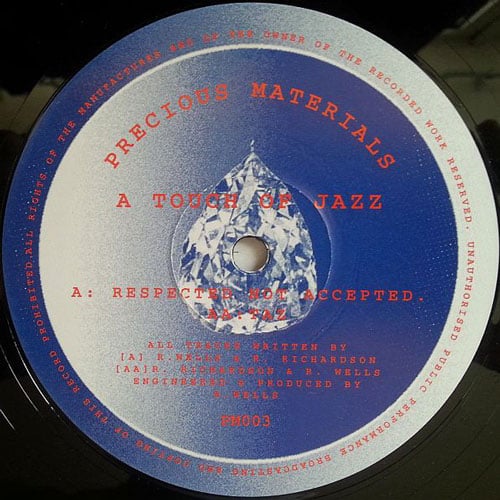 ALL RIGHTS OF THE MANUFACTURER AND OF THE OWNER OF THE RECORDED WORK RESERVED. UNAUTHORISED PUBLIC PERFORMANCE BROADCASTING AND COPYING OF THIS RECORD PROHIBITED.
PRECIOUS MATERIALS
A TOUCH OF JAZZ
A: RESPECTED NOT ACCEPTED.
AA:TAZ
ALL TRACKS WRITTEN BY
[A] R.WELLS & R. RICHARDSON
[AA]R. RICHARDSON & R. WELLS
ENGINEERED & PRODUCED BY
R WELLS
PM003